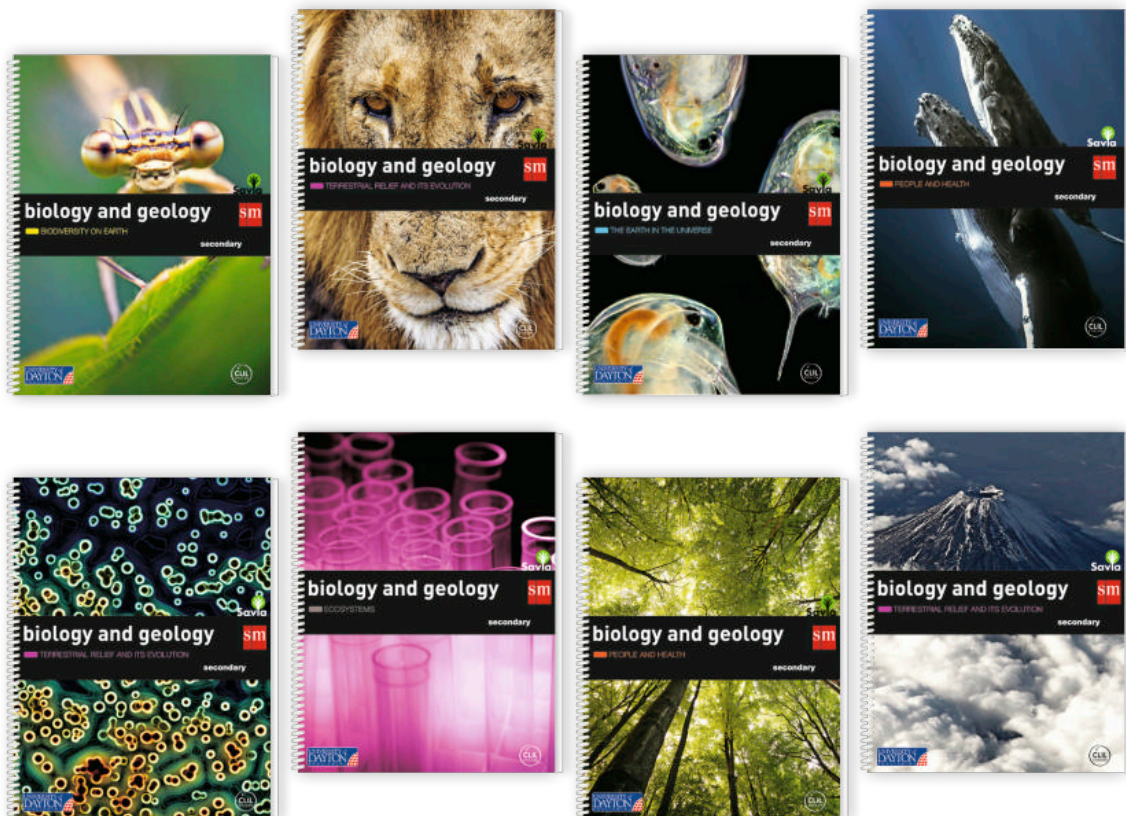 biology and geology
BIODIVERSITY ON EARTH
secondary
Savia
sm
UNIVERSITY of
DAYTON
CLIL
biology and geology
TERRESTRIAL RELIEF AND ITS EVOLUTION
secondary
Savia
sm
UNIVERSITY of
DAYTON
CLIL
biology and geology
THE EARTH IN THE UNIVERSE
secondary
Savia
sm
UNIVERSITY of
DAYTON
CLIL
biology and geology
PEOPLE AND HEALTH
secondary
Savia
sm
UNIVERSITY of
DAYTON
CLIL
biology and geology
TERRESTRIAL RELIEF AND ITS EVOLUTION
secondary
Savia
sm
UNIVERSITY of
DAYTON
CLIL
biology and geology
ECOSYSTEMS
secondary
Savia
sm
UNIVERSITY of
DAYTON
CLIL
biology and geology
PEOPLE AND HEALTH
secondary
Savia
sm
UNIVERSITY of
DAYTON
CLIL
biology and geology
TERRESTRIAL RELIEF AND ITS EVOLUTION
secondary
Savia
sm
UNIVERSITY of
DAYTON
CLIL